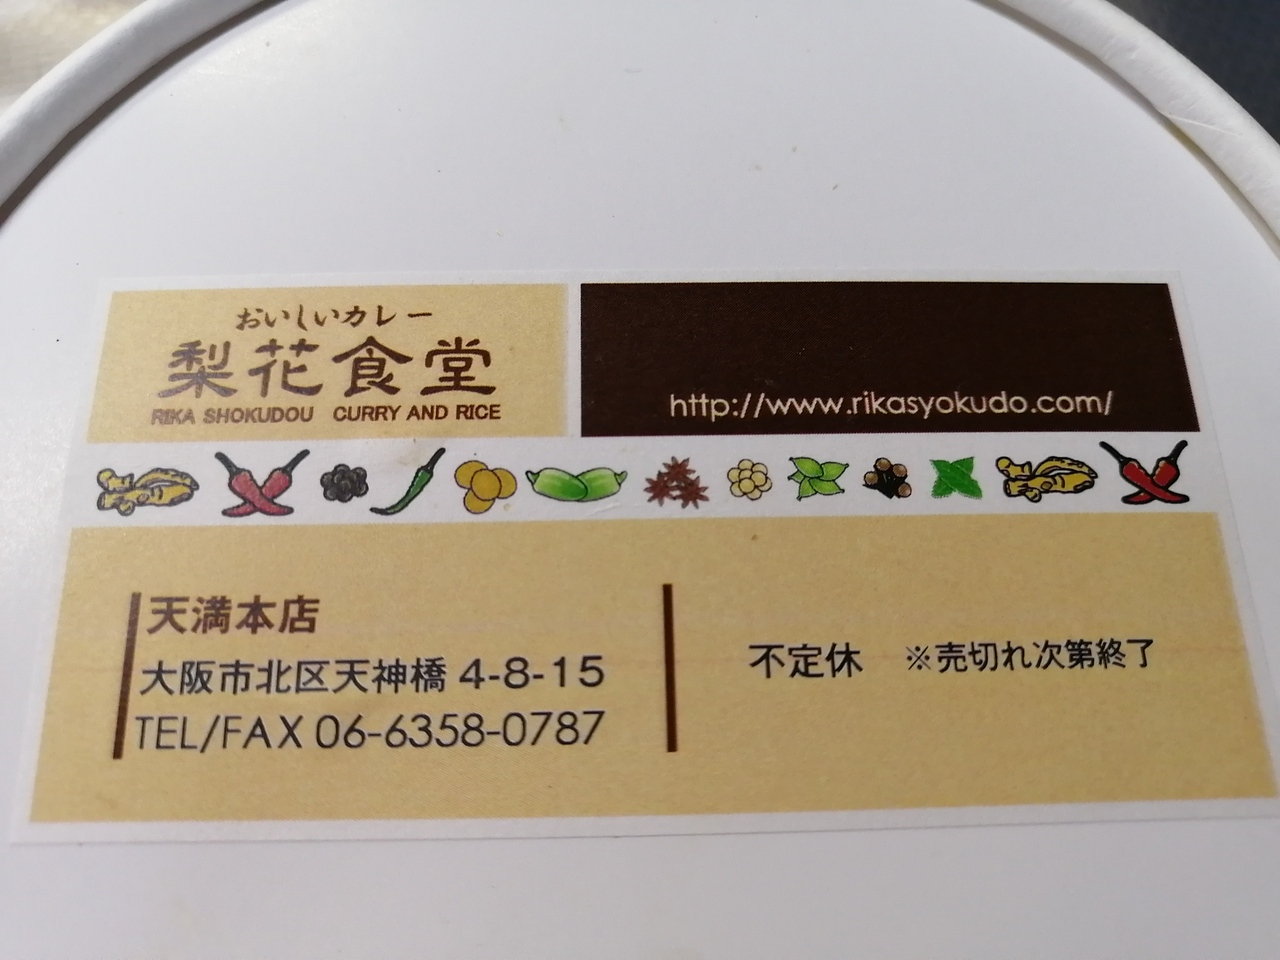 おいしいカレー
梨花食堂
RIKA SHOKUDOU CURRY AND RICE
http://www.rikasyokudo.com/
天満本店
大阪市北区天神橋 4-8-15
TEL/FAX 06-6358-0787
不定休 ※売切れ次第終了